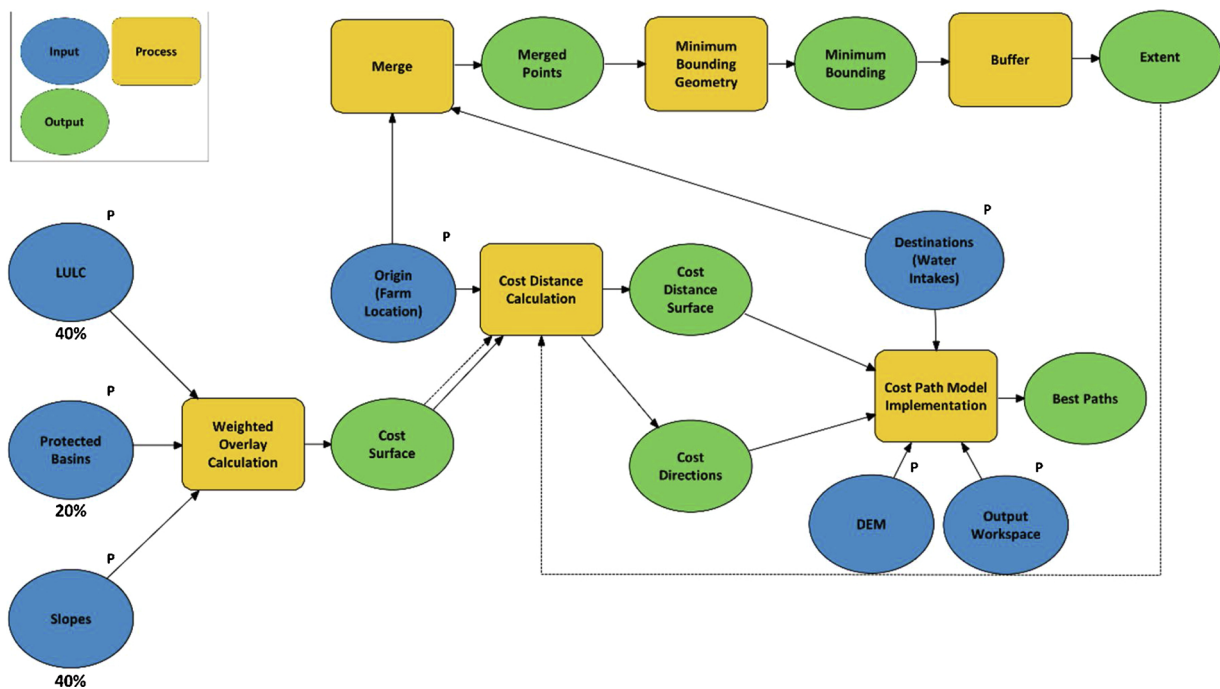 Input
Process
Output
Merge
Merged
Points
Minimum
Bounding
Geometry
Minimum
Bounding
Buffer
Extent
P
LULC
40%
P
Origin
(Farm
Location)
Cost Distance
Calculation
Cost
Distance
Surface
P
Destinations
(Water
Intakes)
P
Protected
Basins
20%
Weighted
Overlay
Calculation
Cost
Surface
Cost
Directions
Cost Path Model
Implementation
Best Paths
P
DEM
P
Output
Workspace
P
Slopes
40%